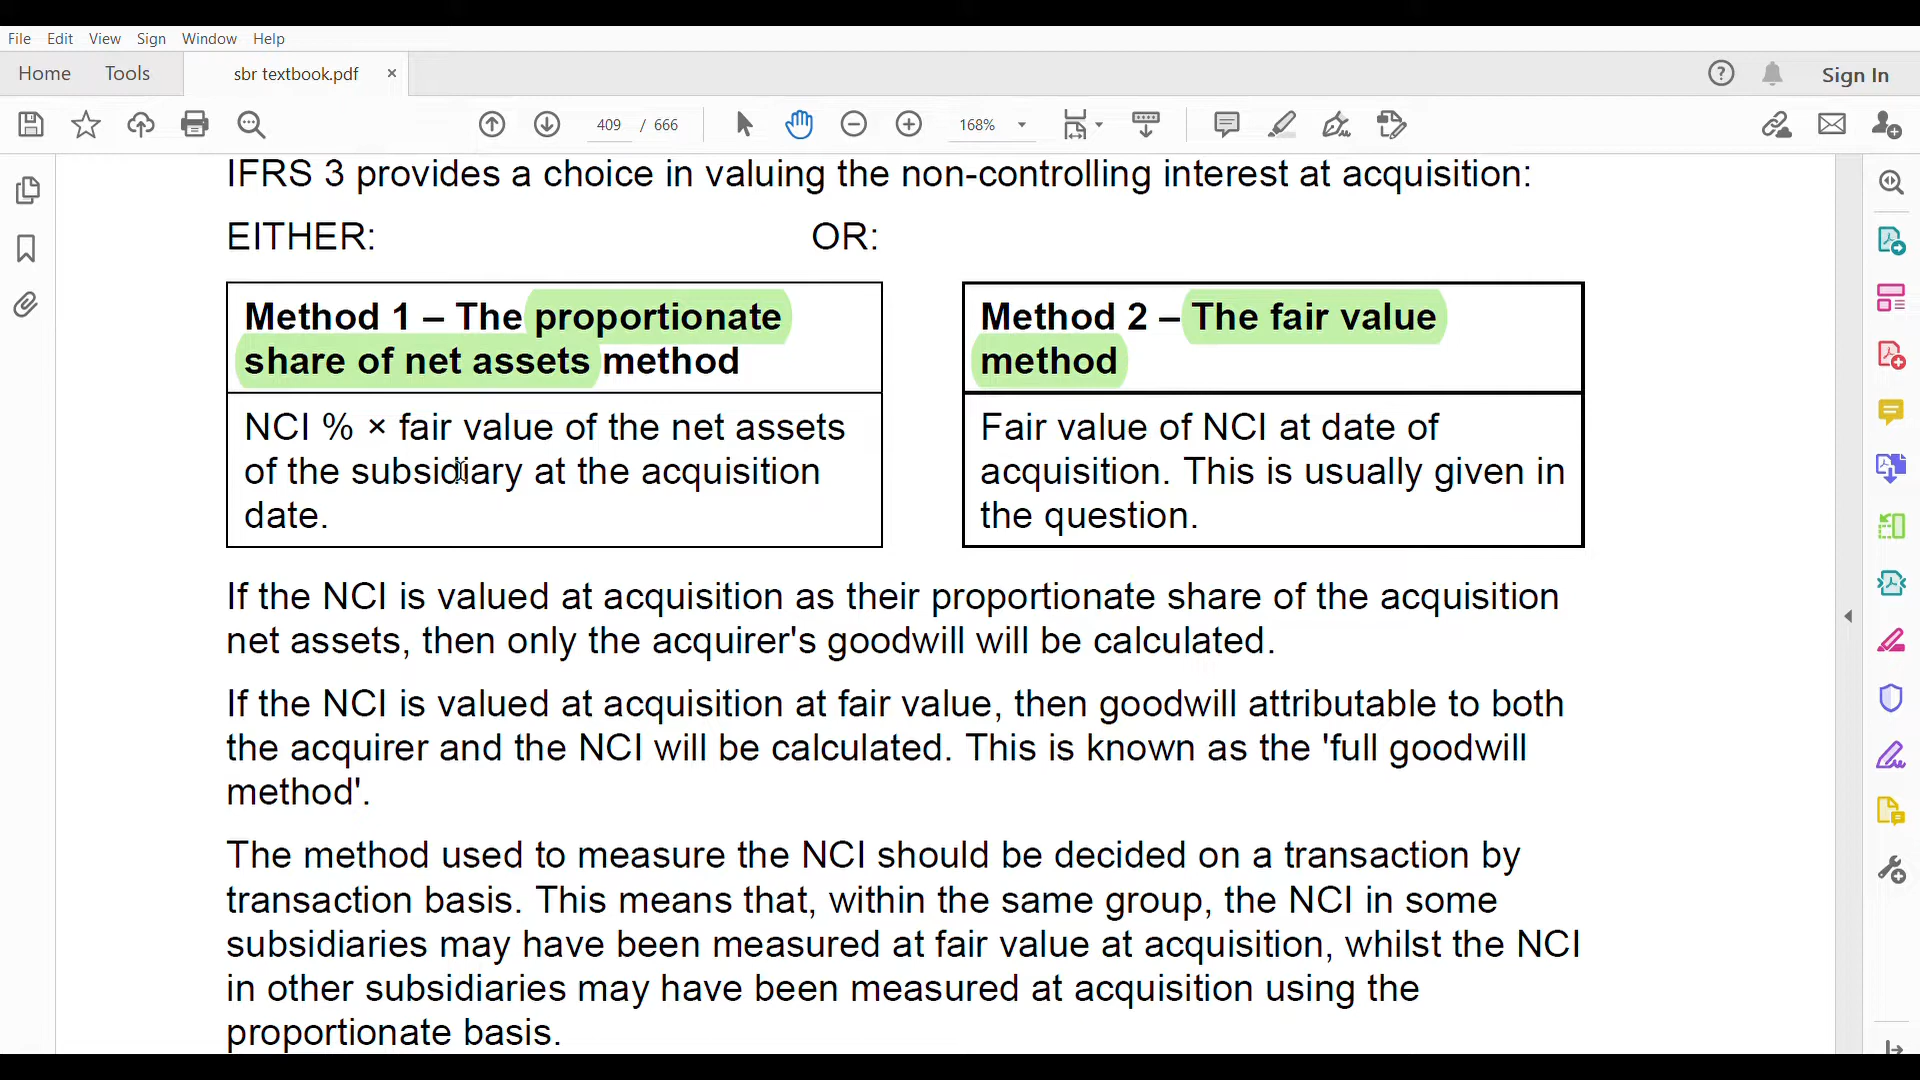 File Edit View Sign Window Help
Home Tools sbr textbook.pdf × Sign In
409 / 666 168%
IFRS 3 provides a choice in valuing the non-controlling interest at acquisition:
EITHER: OR:
Method 1 – The proportionate
share of net assets method
NCI % × fair value of the net assets
of the subsidiary at the acquisition
date.
Method 2 – The fair value
method
Fair value of NCI at date of
acquisition. This is usually given in
the question.
If the NCI is valued at acquisition as their proportionate share of the acquisition
net assets, then only the acquirer's goodwill will be calculated.
If the NCI is valued at acquisition at fair value, then goodwill attributable to both
the acquirer and the NCI will be calculated. This is known as the 'full goodwill
method'.
The method used to measure the NCI should be decided on a transaction by
transaction basis. This means that, within the same group, the NCI in some
subsidiaries may have been measured at fair value at acquisition, whilst the NCI
in other subsidiaries may have been measured at acquisition using the
proportionate basis.